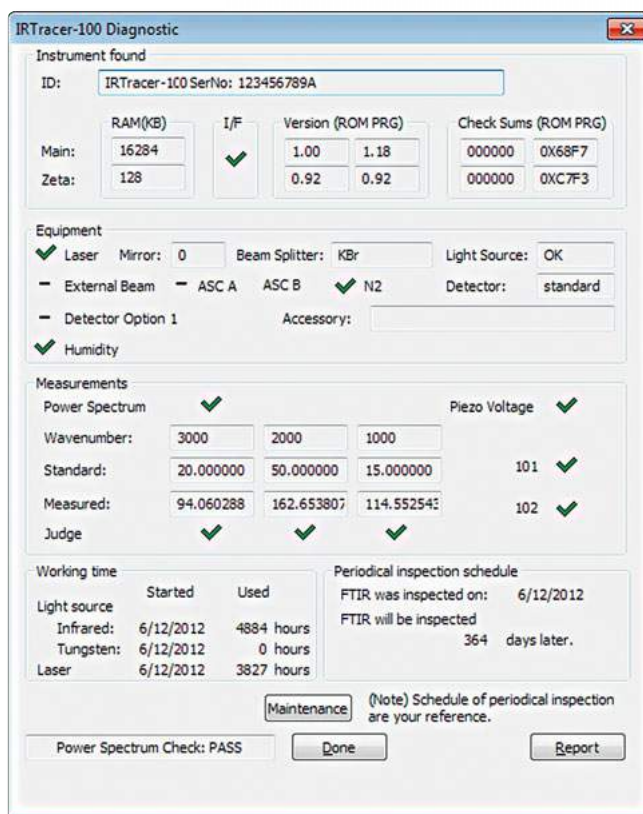 IRTracer-100 Diagnostic
Instrument found
ID: IRTracer-100 SerNo: 123456789A
RAM(KB) I/F Version (ROM PRG) Check Sums (ROM PRG)
Main: 16284 1.00 1.18 000000 0X68F7
Zeta: 128 0.92 0.92 000000 0XC7F3
Equipment
Laser Mirror: 0 Beam Splitter: KBr Light Source: OK
External Beam ASC A ASC B N2 Detector: standard
Detector Option 1 Accessory:
Humidity
Measurements
Power Spectrum Piezo Voltage
Wavenumber: 3000 2000 1000
Standard: 20.000000 50.000000 15.000000 101
Measured: 94.060288 162.653807 114.552543 102
Judge
Working time Periodical inspection schedule
Started Used FTIR was inspected on: 6/12/2012
Light source FTIR will be inspected
Infrared: 6/12/2012 4884 hours 364 days later.
Tungsten: 6/12/2012 0 hours
Laser 6/12/2012 3827 hours
Maintenance (Note) Schedule of periodical inspection
are your reference.
Power Spectrum Check: PASS Done Report